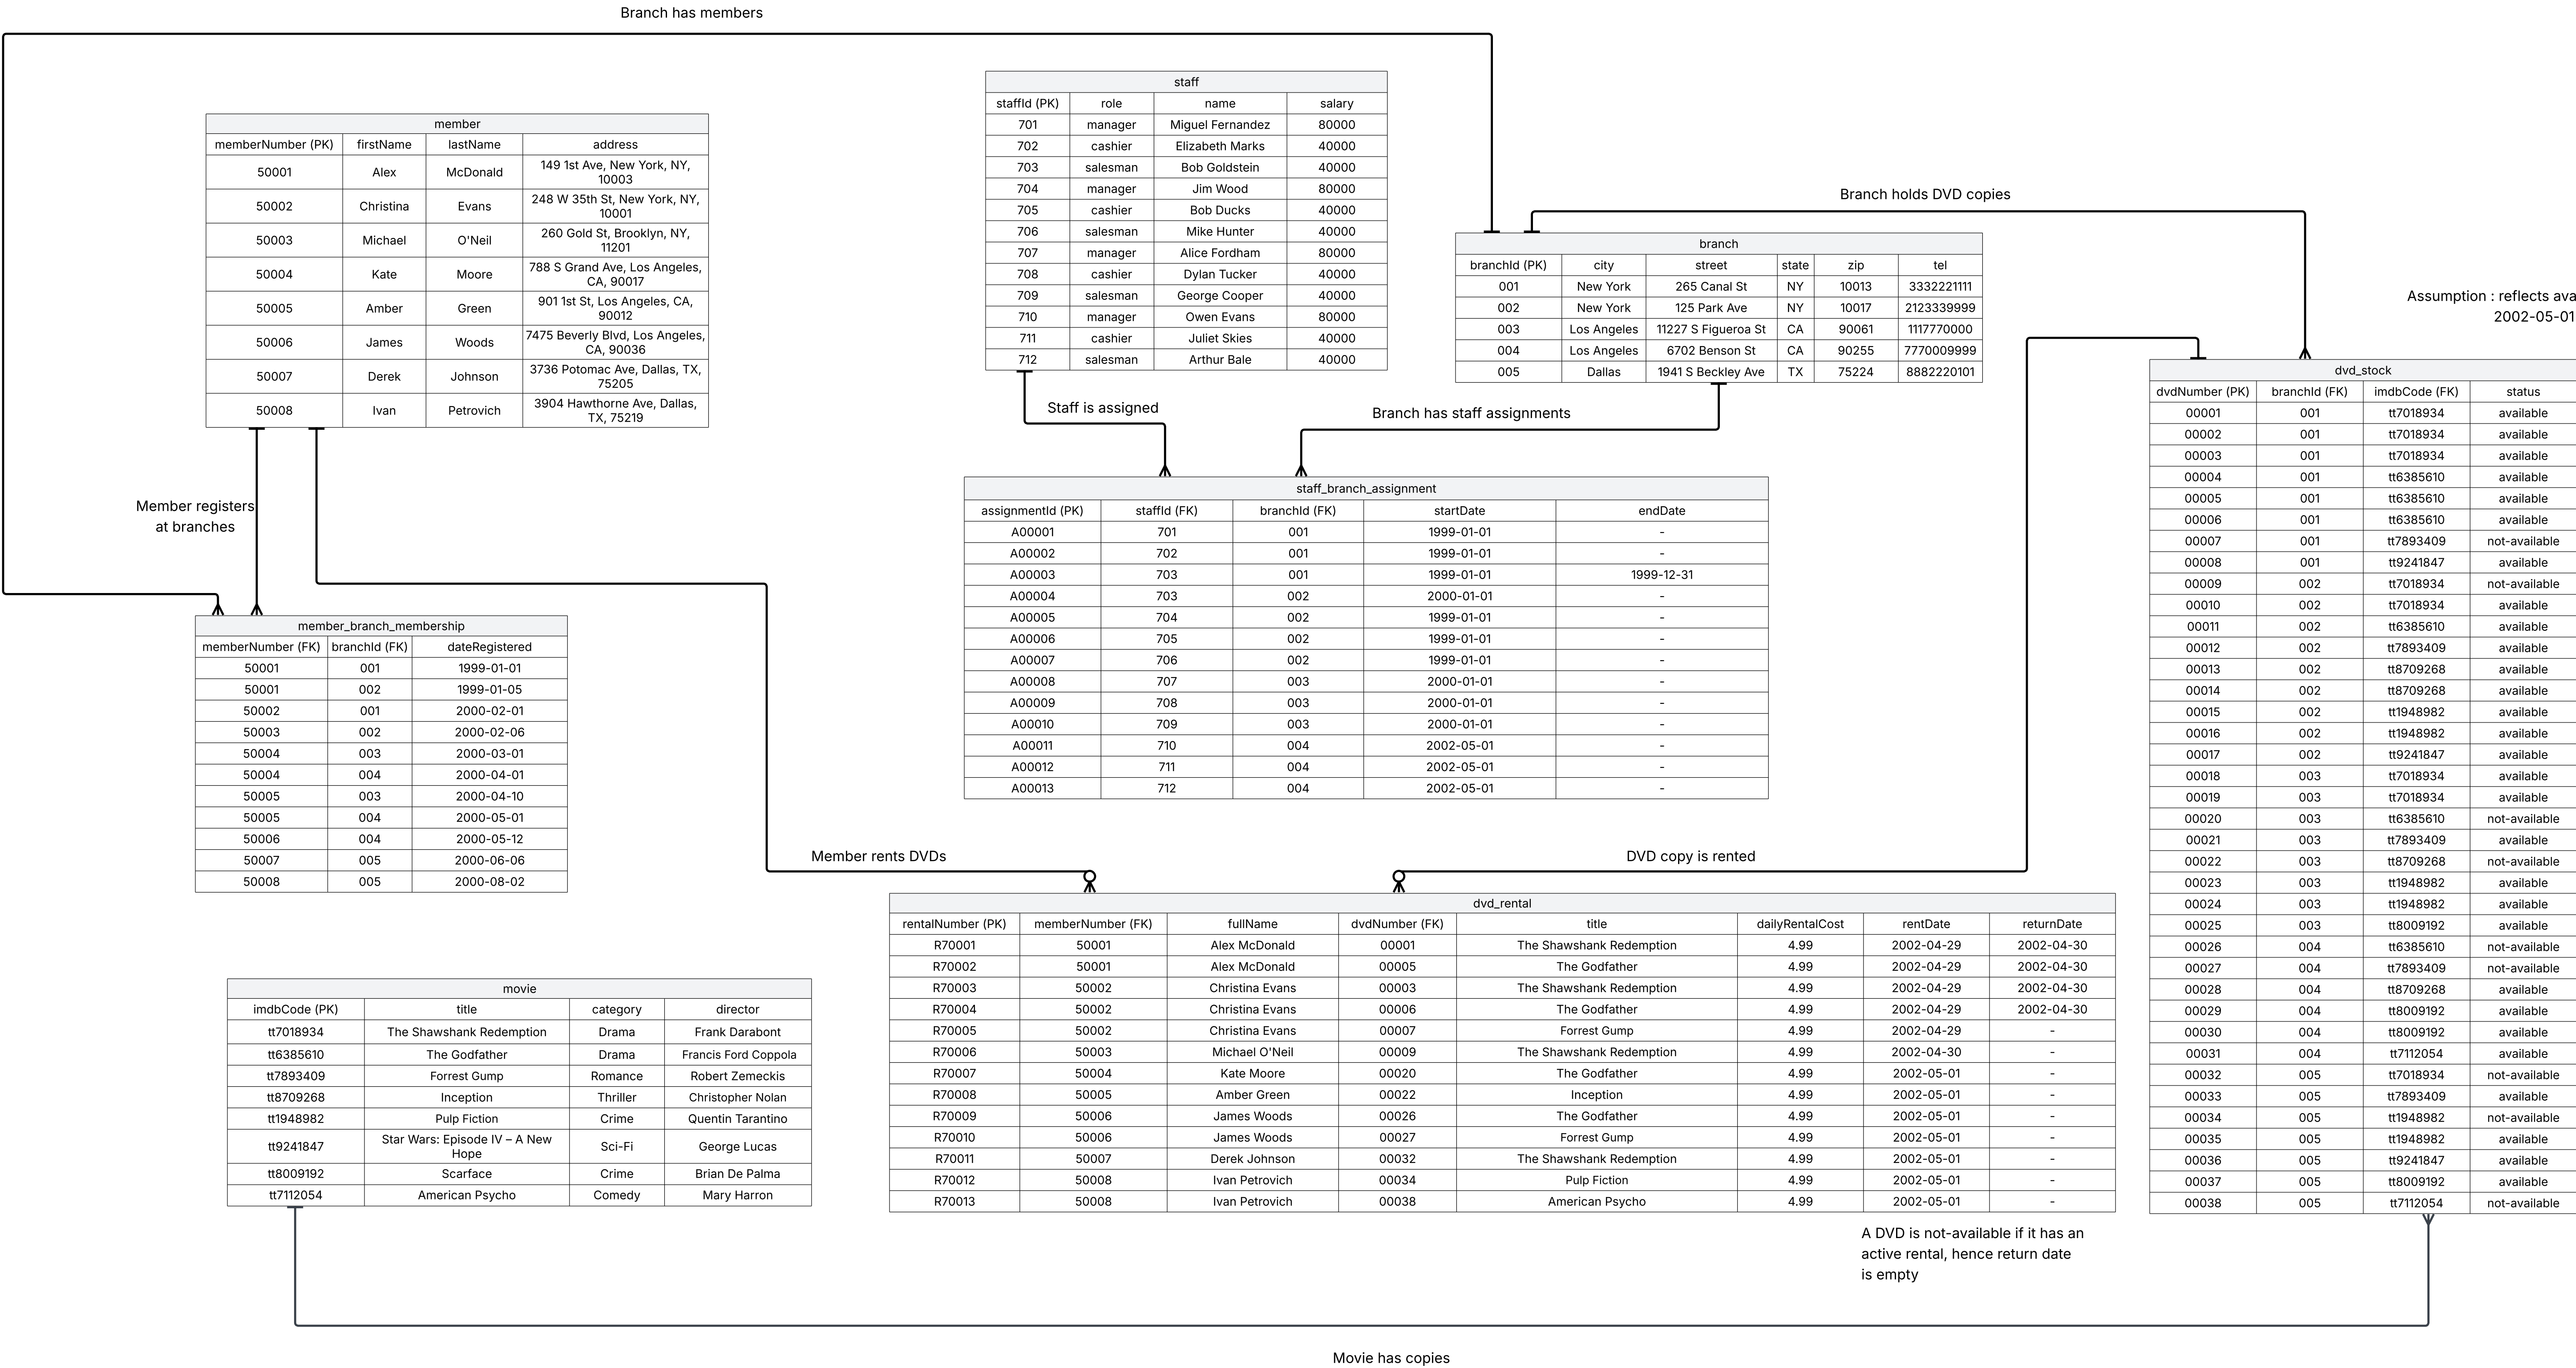 Branch has members
staff
staffId (PK) role name salary
701 manager Miguel Fernandez 80000
702 cashier Elizabeth Marks 40000
703 salesman Bob Goldstein 40000
704 manager Jim Wood 80000
705 cashier Bob Ducks 40000
706 salesman Mike Hunter 40000
707 manager Alice Fordham 80000
708 cashier Dylan Tucker 40000
709 salesman George Cooper 40000
710 manager Owen Evans 80000
711 cashier Juliet Skies 40000
712 salesman Arthur Bale 40000
member
memberNumber (PK) firstName lastName address
50001 Alex McDonald 149 1st Ave, New York, NY,
10003
50002 Christina Evans 248 W 35th St, New York, NY,
10001
50003 Michael O'Neil 260 Gold St, Brooklyn, NY,
11201
50004 Kate Moore 788 S Grand Ave, Los Angeles,
CA, 90017
50005 Amber Green 901 1st St, Los Angeles, CA,
90012
50006 James Woods 7475 Beverly Blvd, Los Angeles,
CA, 90036
50007 Derek Johnson 3736 Potomac Ave, Dallas, TX,
75205
50008 Ivan Petrovich 3904 Hawthorne Ave, Dallas,
TX, 75219
Branch holds DVD copies
branch
branchId (PK) city street state zip tel
001 New York 265 Canal St NY 10013 3332221111
002 New York 125 Park Ave NY 10017 2123339999
003 Los Angeles 11227 S Figueroa St CA 90061 1117770000
004 Los Angeles 6702 Benson St CA 90255 7770009999
005 Dallas 1941 S Beckley Ave TX 75224 8882220101
Assumption : reflects ava
2002-05-01
Staff is assigned
Branch has staff assignments
Member registers
at branches
staff_branch_assignment
assignmentId (PK) staffId (FK) branchId (FK) startDate endDate
A00001 701 001 1999-01-01 -
A00002 702 001 1999-01-01 -
A00003 703 001 1999-01-01 1999-12-31
A00004 703 002 2000-01-01 -
A00005 704 002 1999-01-01 -
A00006 705 002 1999-01-01 -
A00007 706 002 1999-01-01 -
A00008 707 003 2000-01-01 -
A00009 708 003 2000-01-01 -
A00010 709 003 2000-01-01 -
A00011 710 004 2002-05-01 -
A00012 711 004 2002-05-01 -
A00013 712 004 2002-05-01 -
member_branch_membership
memberNumber (FK) branchId (FK) dateRegistered
50001 001 1999-01-01
50001 002 1999-01-05
50002 001 2000-02-01
50003 002 2000-02-06
50004 003 2000-03-01
50004 004 2000-04-01
50005 003 2000-04-10
50005 004 2000-05-01
50006 004 2000-05-12
50007 005 2000-06-06
50008 005 2000-08-02
dvd_stock
dvdNumber (PK) branchId (FK) imdbCode (FK) status
00001 001 tt7018934 available
00002 001 tt7018934 available
00003 001 tt7018934 available
00004 001 tt6385610 available
00005 001 tt6385610 available
00006 001 tt6385610 available
00007 001 tt7893409 not-available
00008 001 tt9241847 available
00009 002 tt7018934 not-available
00010 002 tt7018934 available
00011 002 tt6385610 available
00012 002 tt7893409 available
00013 002 tt8709268 available
00014 002 tt8709268 available
00015 002 tt1948982 available
00016 002 tt1948982 available
00017 002 tt9241847 available
00018 003 tt7018934 available
00019 003 tt7018934 available
00020 003 tt6385610 not-available
00021 003 tt7893409 available
00022 003 tt8709268 not-available
00023 003 tt1948982 available
00024 003 tt1948982 available
00025 003 tt8009192 available
00026 004 tt6385610 not-available
00027 004 tt7893409 not-available
00028 004 tt8709268 available
00029 004 tt8009192 available
00030 004 tt8009192 available
00031 004 tt7112054 available
00032 005 tt7018934 not-available
00033 005 tt7893409 available
00034 005 tt1948982 not-available
00035 005 tt1948982 available
00036 005 tt9241847 available
00037 005 tt8009192 available
00038 005 tt7112054 not-available
Member rents DVDs
DVD copy is rented
dvd_rental
rentalNumber (PK) memberNumber (FK) fullName dvdNumber (FK) title dailyRentalCost rentDate returnDate
R70001 50001 Alex McDonald 00001 The Shawshank Redemption 4.99 2002-04-29 2002-04-30
R70002 50001 Alex McDonald 00005 The Godfather 4.99 2002-04-29 2002-04-30
R70003 50002 Christina Evans 00003 The Shawshank Redemption 4.99 2002-04-29 2002-04-30
R70004 50002 Christina Evans 00006 The Godfather 4.99 2002-04-29 2002-04-30
R70005 50002 Christina Evans 00007 Forrest Gump 4.99 2002-04-29 -
R70006 50003 Michael O'Neil 00009 The Shawshank Redemption 4.99 2002-04-30 -
R70007 50004 Kate Moore 00020 The Godfather 4.99 2002-05-01 -
R70008 50005 Amber Green 00022 Inception 4.99 2002-05-01 -
R70009 50006 James Woods 00026 The Godfather 4.99 2002-05-01 -
R70010 50006 James Woods 00027 Forrest Gump 4.99 2002-05-01 -
R70011 50007 Derek Johnson 00032 The Shawshank Redemption 4.99 2002-05-01 -
R70012 50008 Ivan Petrovich 00034 Pulp Fiction 4.99 2002-05-01 -
R70013 50008 Ivan Petrovich 00038 American Psycho 4.99 2002-05-01 -
movie
imdbCode (PK) title category director
tt7018934 The Shawshank Redemption Drama Frank Darabont
tt6385610 The Godfather Drama Francis Ford Coppola
tt7893409 Forrest Gump Romance Robert Zemeckis
tt8709268 Inception Thriller Christopher Nolan
tt1948982 Pulp Fiction Crime Quentin Tarantino
tt9241847 Star Wars: Episode IV – A New
Hope Sci-Fi George Lucas
tt8009192 Scarface Crime Brian De Palma
tt7112054 American Psycho Comedy Mary Harron
A DVD is not-available if it has an
active rental, hence return date
is empty
Movie has copies